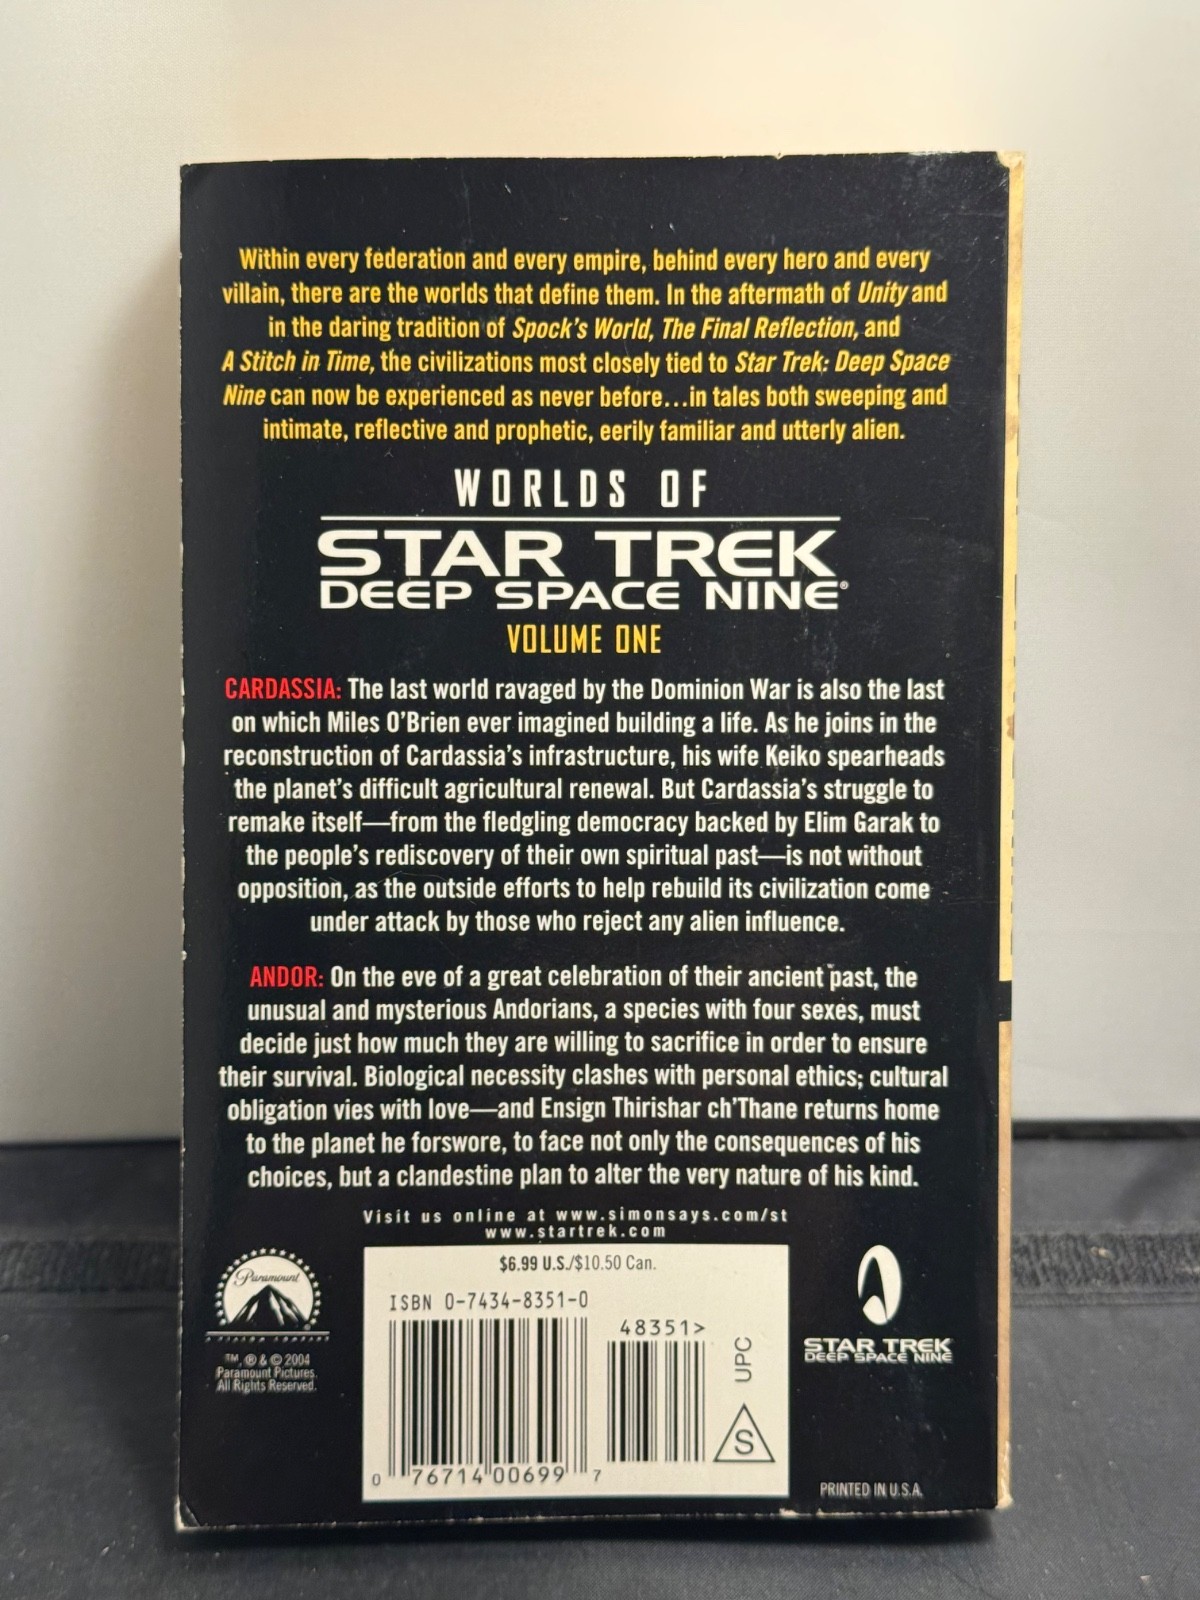 Within every federation and every empire, behind every hero and every
villain, there are the worlds that define them. In the aftermath of Unity and
in the daring tradition of Spock's World, The Final Reflection, and
A Stitch in Time, the civilizations most closely tied to Star Trek: Deep Space
Nine can now be experienced as never before...in tales both sweeping and
intimate, reflective and prophetic, eerily familiar and utterly alien.
WORLDS OF
STAR TREK
DEEP SPACE NINE®
VOLUME ONE
CARDASSIA: The last world ravaged by the Dominion War is also the last
on which Miles O'Brien ever imagined building a life. As he joins in the
reconstruction of Cardassia's infrastructure, his wife Keiko spearheads
the planet's difficult agricultural renewal. But Cardassia's struggle to
remake itself—from the fledgling democracy backed by Elim Garak to
the people's rediscovery of their own spiritual past—is not without
opposition, as the outside efforts to help rebuild its civilization come
under attack by those who reject any alien influence.
ANDOR: On the eve of a great celebration of their ancient past, the
unusual and mysterious Andorians, a species with four sexes, must
decide just how much they are willing to sacrifice in order to ensure
their survival. Biological necessity clashes with personal ethics; cultural
obligation vies with love—and Ensign Thirishar ch'Thane returns home
to the planet he forswore, to face not only the consequences of his
choices, but a clandestine plan to alter the very nature of his kind.
Visit us online at www.simonsays.com/st
www.startrek.com
Paramount
TM, ® & © 2004
Paramount Pictures.
All Rights Reserved.
$6.99 U.S./$10.50 Can.
ISBN 0-7434-8351-0
48351>
UPC
S
0 76714 00699 7
STAR TREK
DEEP SPACE NINE
PRINTED IN U.S.A.